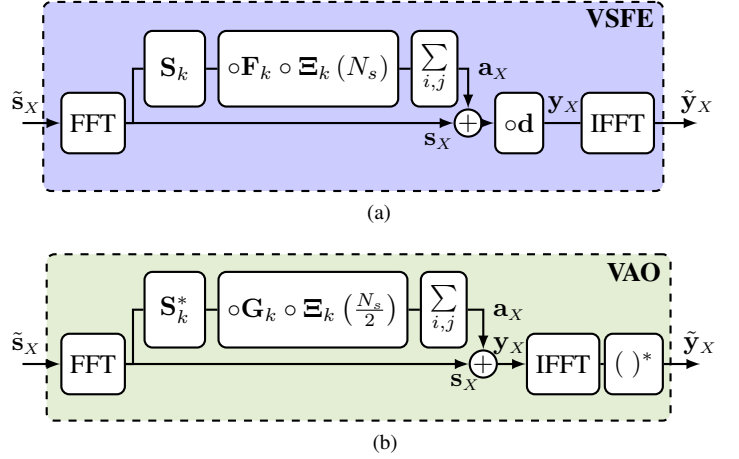 VSFE
S_k ∘F_k ∘ Ξ_k (N_s) ∑_{i,j} a_X
s̃_X FFT s_X + ∘d y_X IFFT ỹ_X
(a)
VAO
S*_k ∘G_k ∘ Ξ_k (N_s/2) ∑_{i,j} a_X
s̃_X FFT s_X + y_X IFFT ( )* ỹ_X
(b)